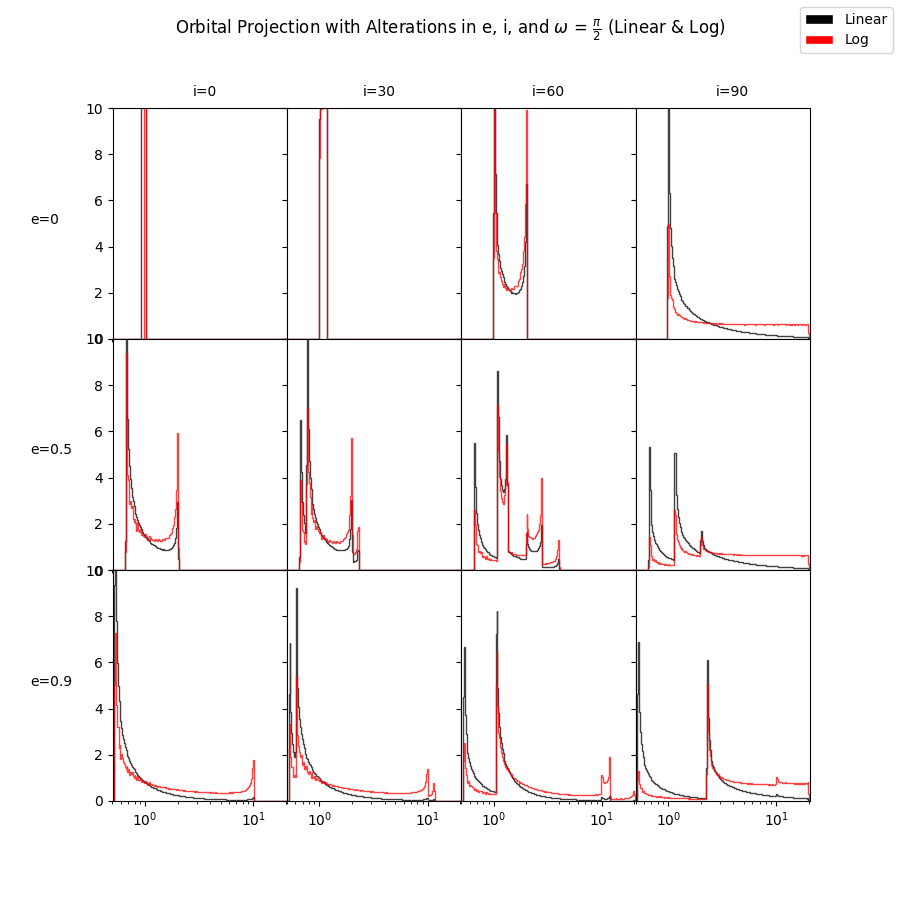 Orbital Projection with Alterations in e, i, and ω = π/2 (Linear & Log)
Linear
Log
i=0 i=30 i=60 i=90
10
8
6
4
2
0
e=0
10
8
6
4
2
0
e=0.5
10
8
6
4
2
0
e=0.9
10⁰ 10¹ 10⁰ 10¹ 10⁰ 10¹ 10⁰ 10¹